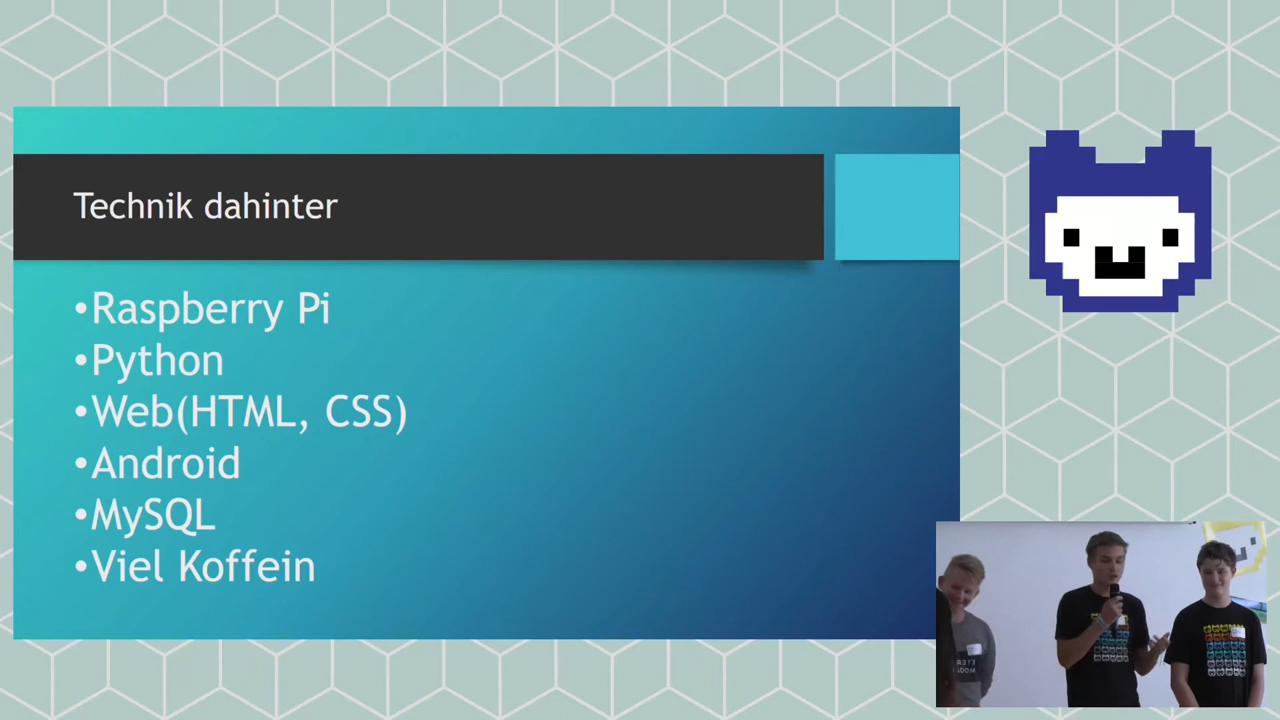 Technik dahinter
•Raspberry Pi
•Python
•Web(HTML, CSS)
•Android
•MySQL
•Viel Koffein